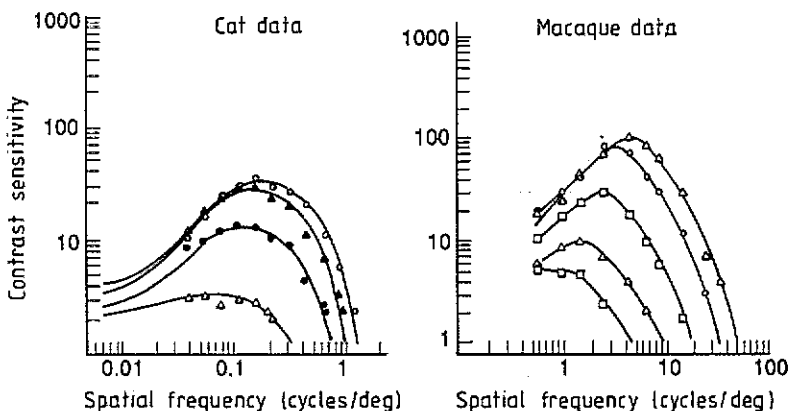 Cat data
Macaque data
1000
100
10
Contrast sensitivity
0.01
0.1
1
Spatial frequency (cycles/deg)
1000
100
10
1
1
10
100
Spatial frequency (cycles/deg)